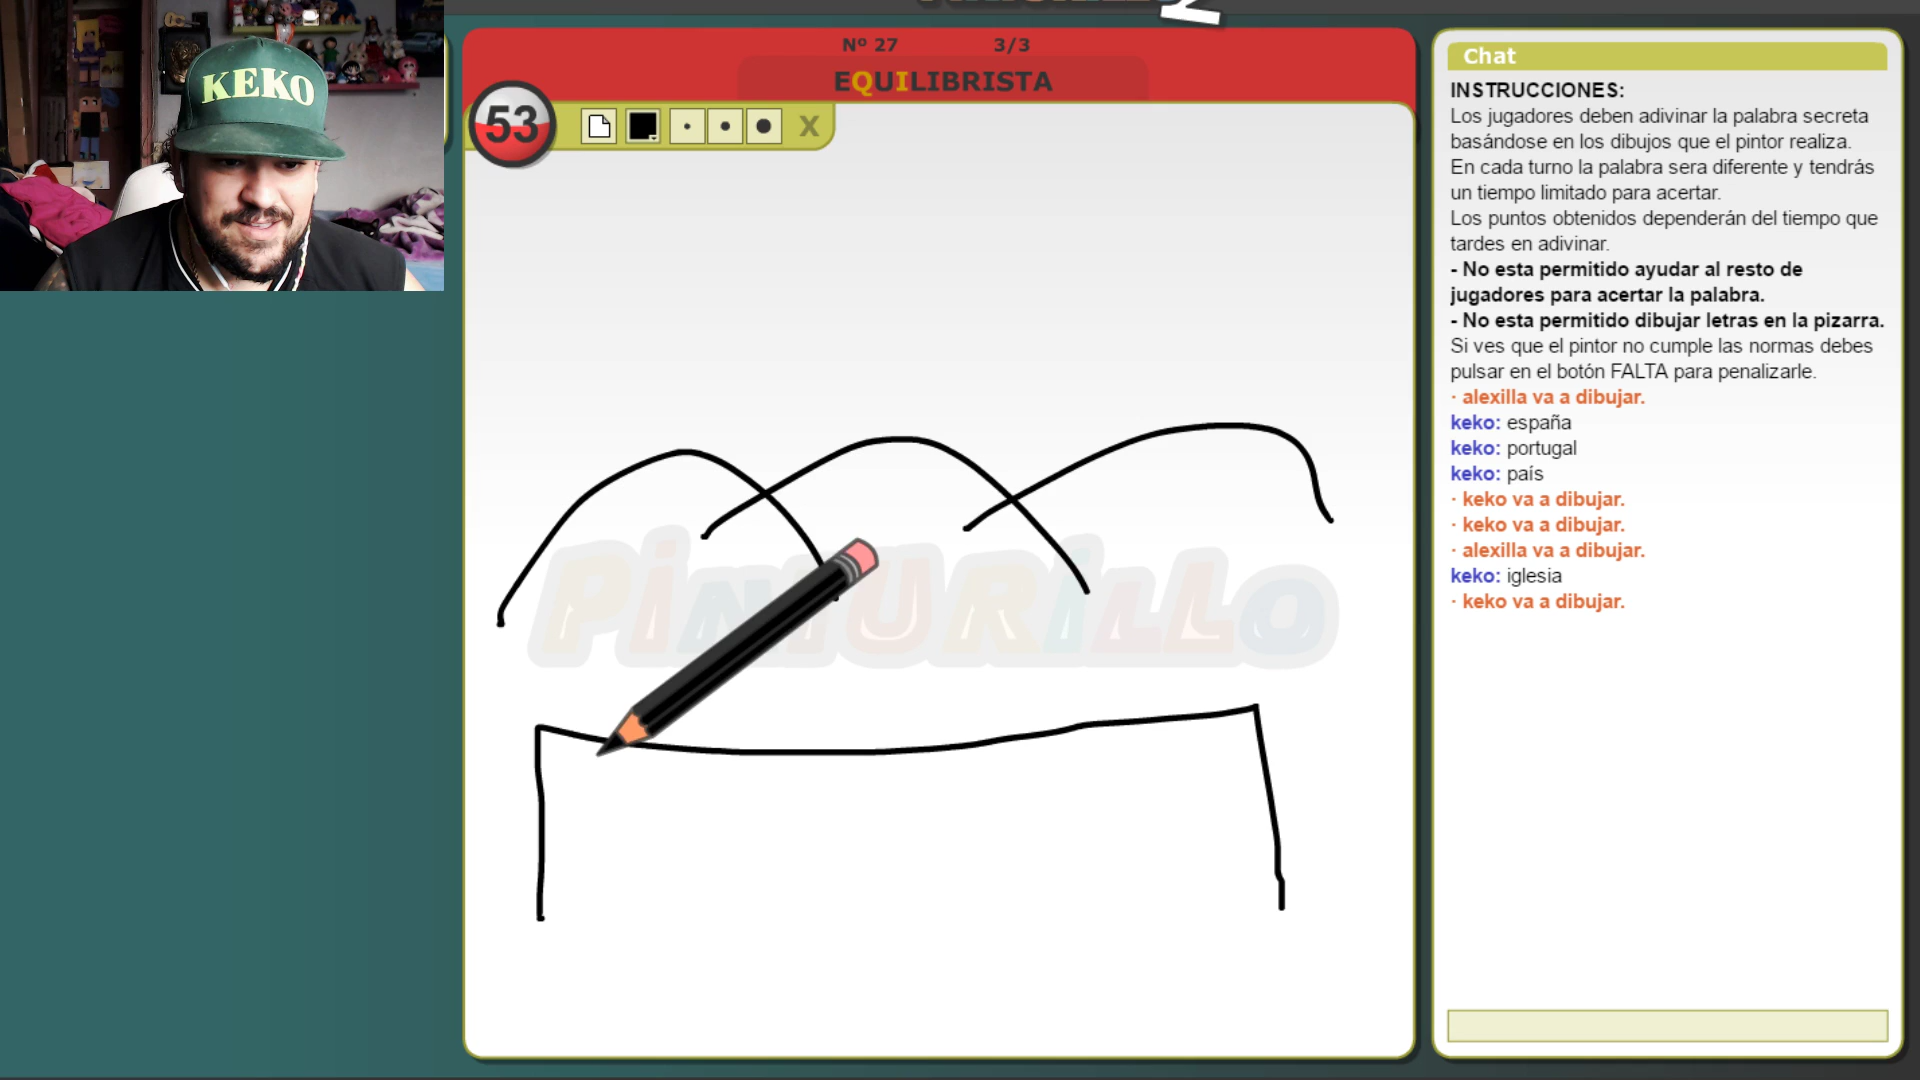 KEKO
Nº 27 3/3
EQUILIBRISTA
53
X
PiNTURiLLO
Chat
INSTRUCCIONES:
Los jugadores deben adivinar la palabra secreta
basándose en los dibujos que el pintor realiza.
En cada turno la palabra sera diferente y tendrás
un tiempo limitado para acertar.
Los puntos obtenidos dependerán del tiempo que
tardes en adivinar.
- No esta permitido ayudar al resto de
jugadores para acertar la palabra.
- No esta permitido dibujar letras en la pizarra.
Si ves que el pintor no cumple las normas debes
pulsar en el botón FALTA para penalizarle.
· alexilla va a dibujar.
keko: españa
keko: portugal
keko: país
· keko va a dibujar.
· keko va a dibujar.
· alexilla va a dibujar.
keko: iglesia
· keko va a dibujar.